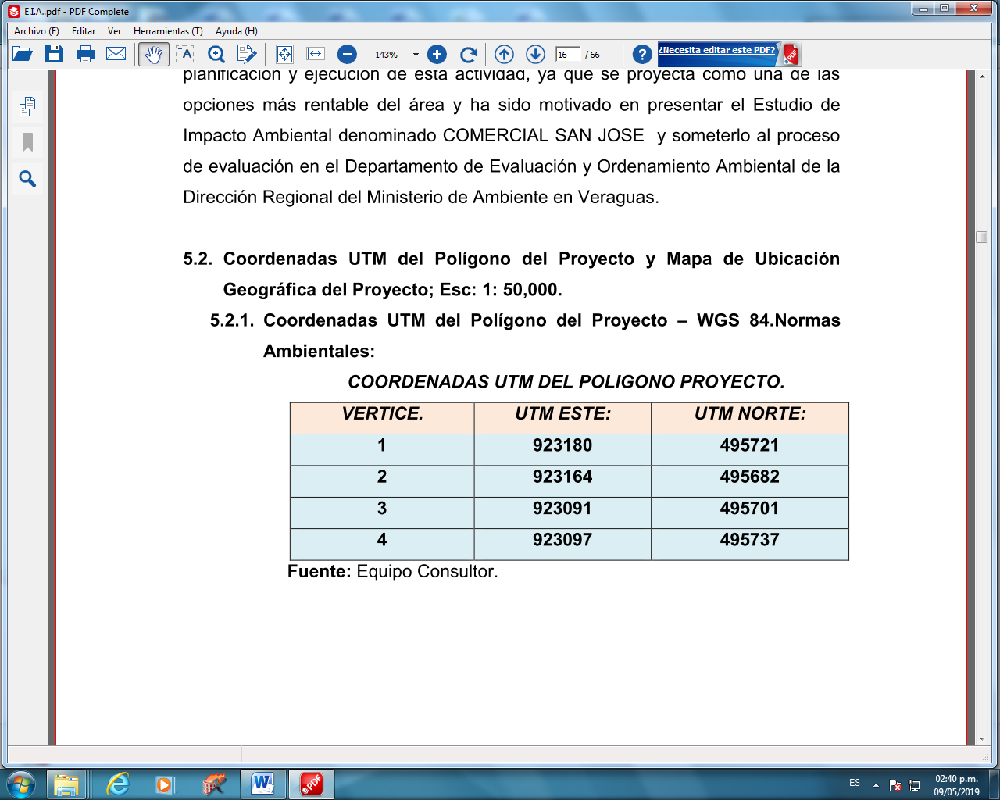 E.I.A..pdf - PDF Complete
Archivo (F) Editar Ver Herramientas (T) Ayuda (H)
143% 16 / 66 ¿Necesita editar este PDF? PDF
planificación y ejecución de esta actividad, ya que se proyecta como una de las
opciones más rentable del área y ha sido motivado en presentar el Estudio de
Impacto Ambiental denominado COMERCIAL SAN JOSE y someterlo al proceso
de evaluación en el Departamento de Evaluación y Ordenamiento Ambiental de la
Dirección Regional del Ministerio de Ambiente en Veraguas.
5.2. Coordenadas UTM del Polígono del Proyecto y Mapa de Ubicación
Geográfica del Proyecto; Esc: 1: 50,000.
5.2.1. Coordenadas UTM del Polígono del Proyecto – WGS 84.Normas
Ambientales:
COORDENADAS UTM DEL POLIGONO PROYECTO.
VERTICE. UTM ESTE: UTM NORTE:
1 923180 495721
2 923164 495682
3 923091 495701
4 923097 495737
Fuente: Equipo Consultor.
PDF
ES 02:40 p.m.
09/05/2019